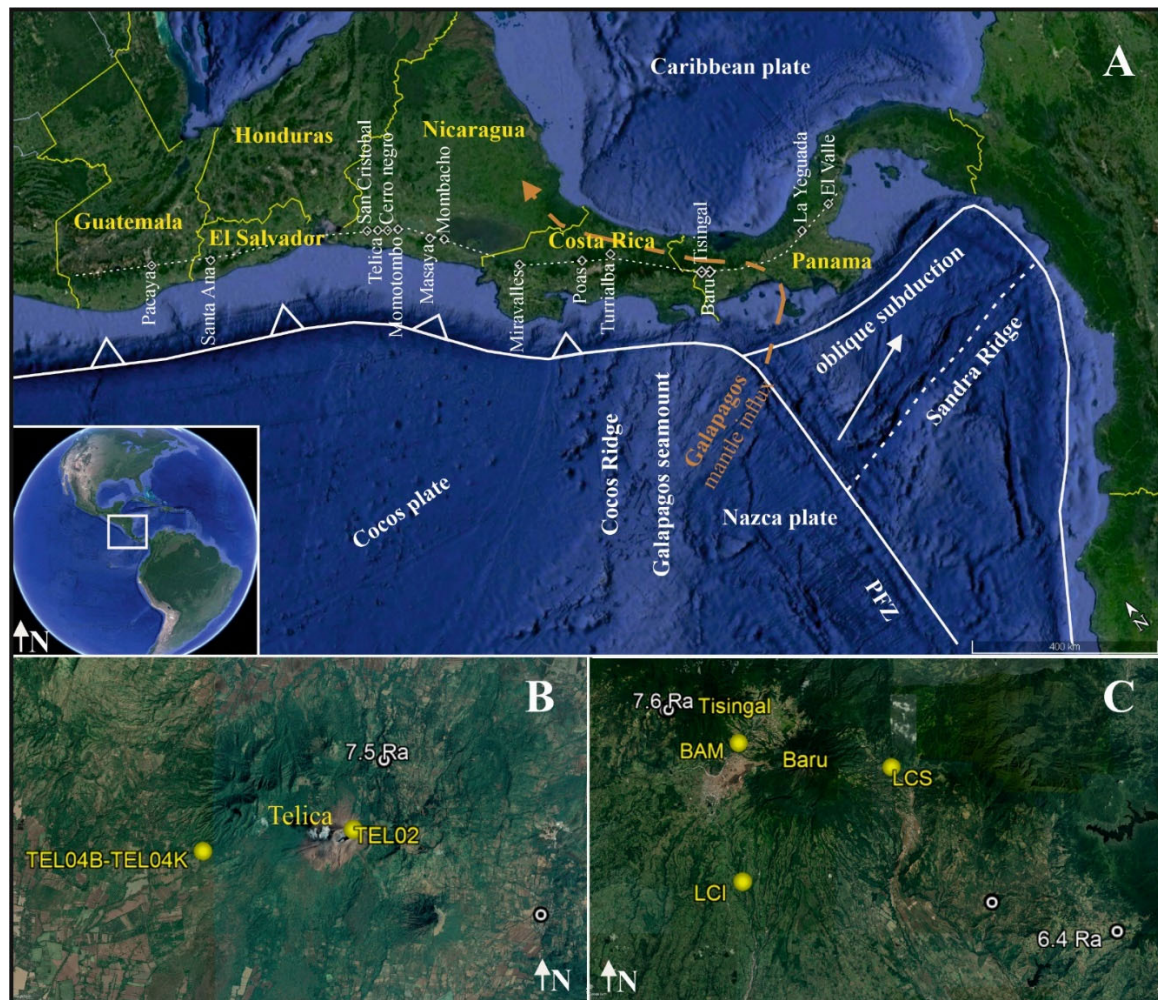 A
Caribbean plate
Honduras
Nicaragua
Guatemala
El Salvador
Costa Rica
Panama
Pacaya
Santa Ana
San Cristobal
Telica
Cerro negro
Momotombo
Masaya
Mombacho
Miravalles
Poas
Turrialba
Tisingal
Baru
La Yeguada
El Valle
oblique subduction
Sandra Ridge
Galapagos
mantle influx
Cocos Ridge
Galapagos seamount
Cocos plate
Nazca plate
PFZ
N
400 km
N
B
7.5 Ra
Telica
TEL02
TEL04B-TEL04K
N
C
7.6 Ra
Tisingal
BAM
Baru
LCS
LCI
6.4 Ra
N